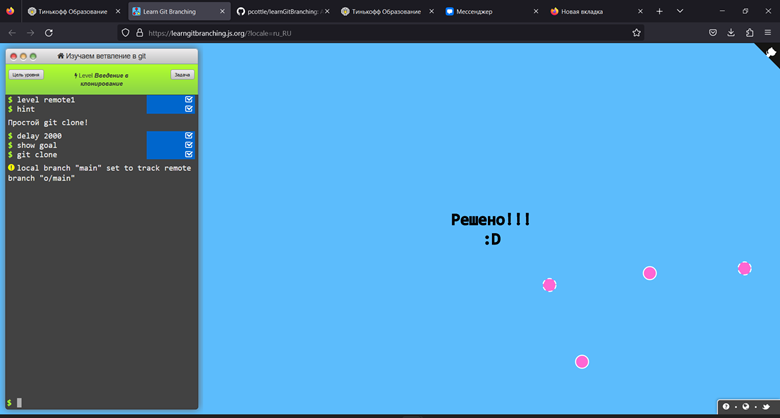 Тинькофф Образование
Learn Git Branching
pcottle/learnGitBranching: A
Тинькофф Образование
Мессенджер
Новая вкладка
https://learngitbranching.js.org/?locale=ru_RU
Изучаем ветвление в git
Цель уровня
Level Введение в
клонирование
Задача
$ level remote1
$ hint
Простой git clone!
$ delay 2000
$ show goal
$ git clone
local branch "main" set to track remote
branch "o/main"
$
Решено!!!
:D